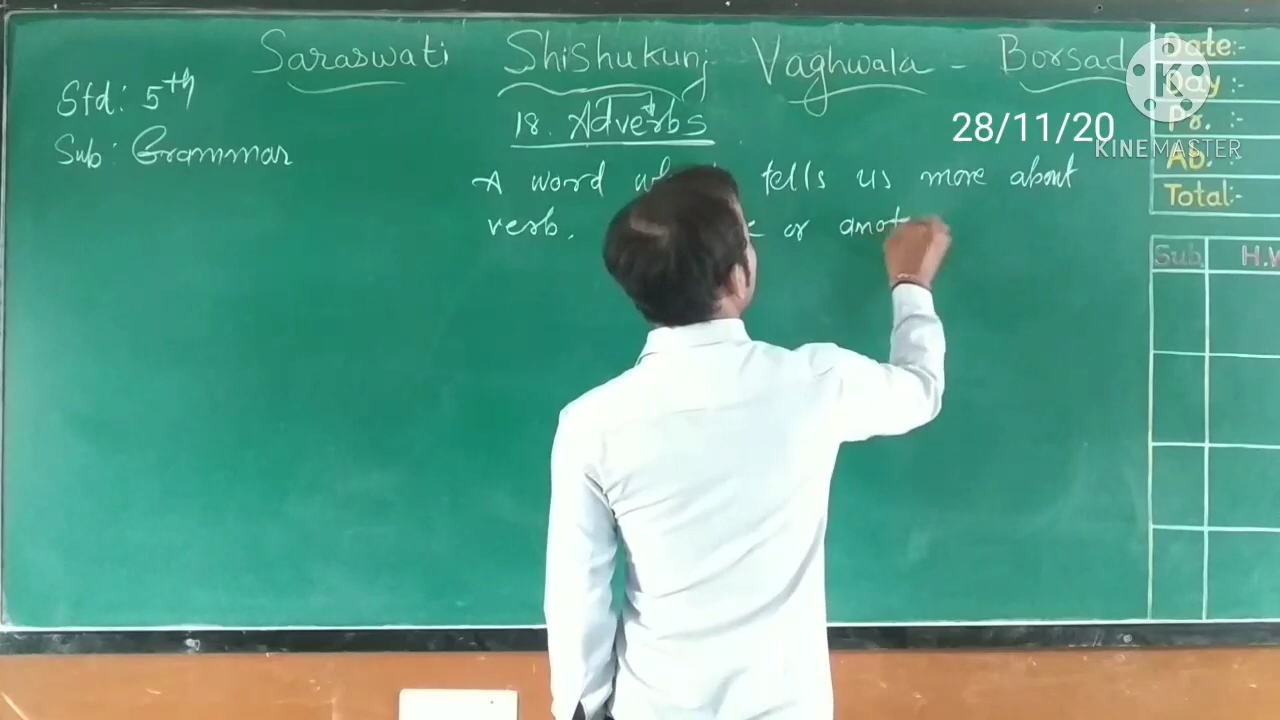 Saraswati Shishukunj Vaghwala - Borsad
Std: 5th
Sub: Grammar
18. Adverbs
28/11/20
KINEMASTER
A word tells us more about
verb, or anot
Date:-
Day :-
Pr. :-
Ab. :-
Total:-
Sub. H.W